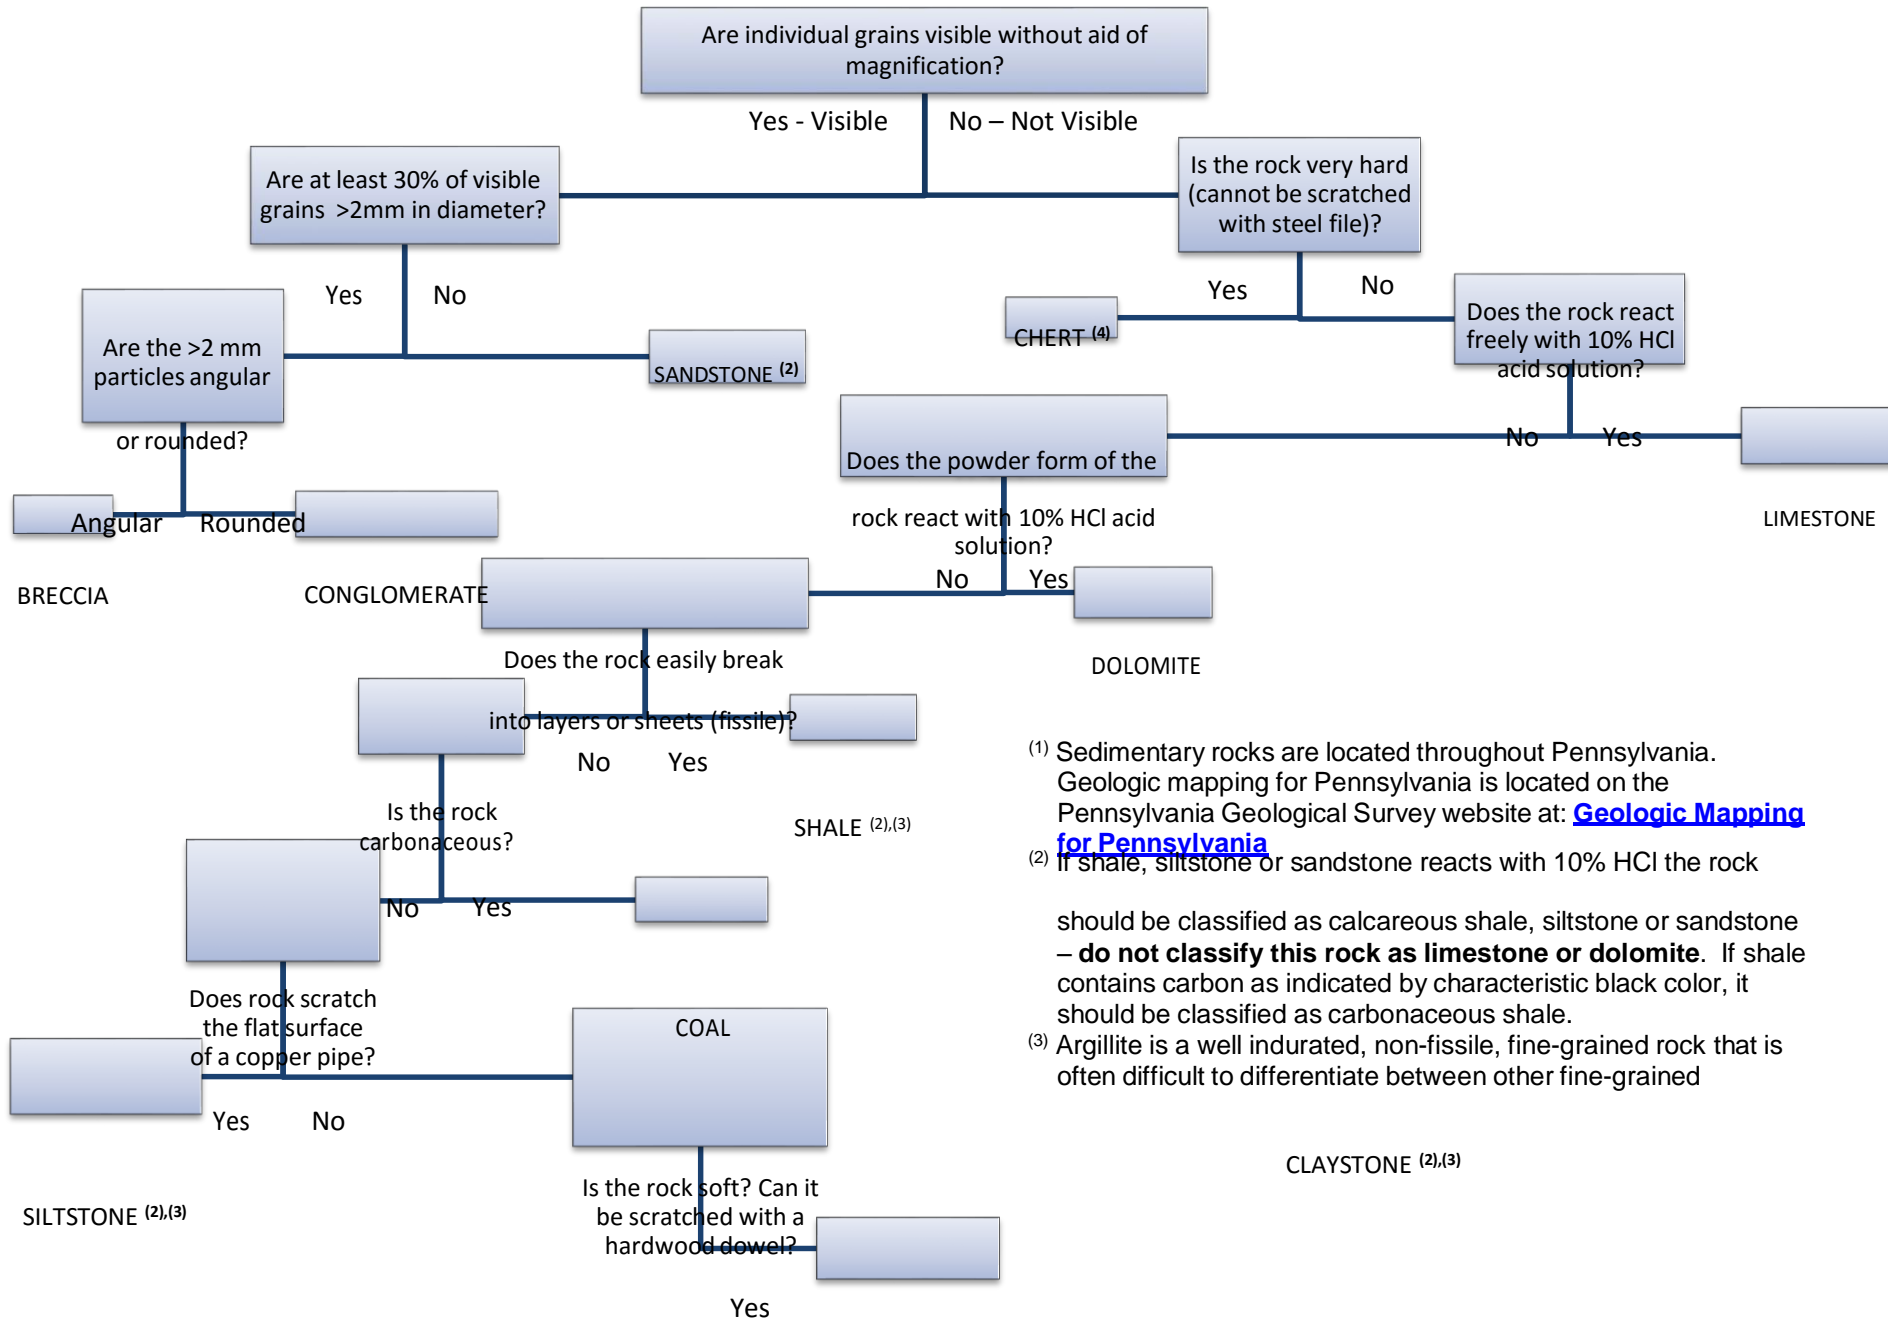 Are individual grains visible without aid of
magnification?
Yes - Visible
No – Not Visible
Are at least 30% of visible
grains >2mm in diameter?
Is the rock very hard
(cannot be scratched
with steel file)?
Yes
No
Yes
No
Are the >2 mm
particles angular
or rounded?
SANDSTONE (2)
CHERT (4)
Does the rock react
freely with 10% HCl
acid solution?
No
Yes
Does the powder form of the
rock react with 10% HCl acid
solution?
LIMESTONE
Angular
Rounded
BRECCIA
CONGLOMERATE
No
Yes
Does the rock easily break
into layers or sheets (fissile)?
DOLOMITE
No
Yes
Is the rock
carbonaceous?
SHALE (2),(3)
No
Yes
Does rock scratch
the flat surface
of a copper pipe?
COAL
Yes
No
SILTSTONE (2),(3)
Is the rock soft? Can it
be scratched with a
hardwood dowel?
Yes
(1) Sedimentary rocks are located throughout Pennsylvania.
Geologic mapping for Pennsylvania is located on the
Pennsylvania Geological Survey website at: Geologic Mapping
for Pennsylvania
(2) If shale, siltstone or sandstone reacts with 10% HCl the rock
should be classified as calcareous shale, siltstone or sandstone
– do not classify this rock as limestone or dolomite. If shale
contains carbon as indicated by characteristic black color, it
should be classified as carbonaceous shale.
(3) Argillite is a well indurated, non-fissile, fine-grained rock that is
often difficult to differentiate between other fine-grained
CLAYSTONE (2),(3)